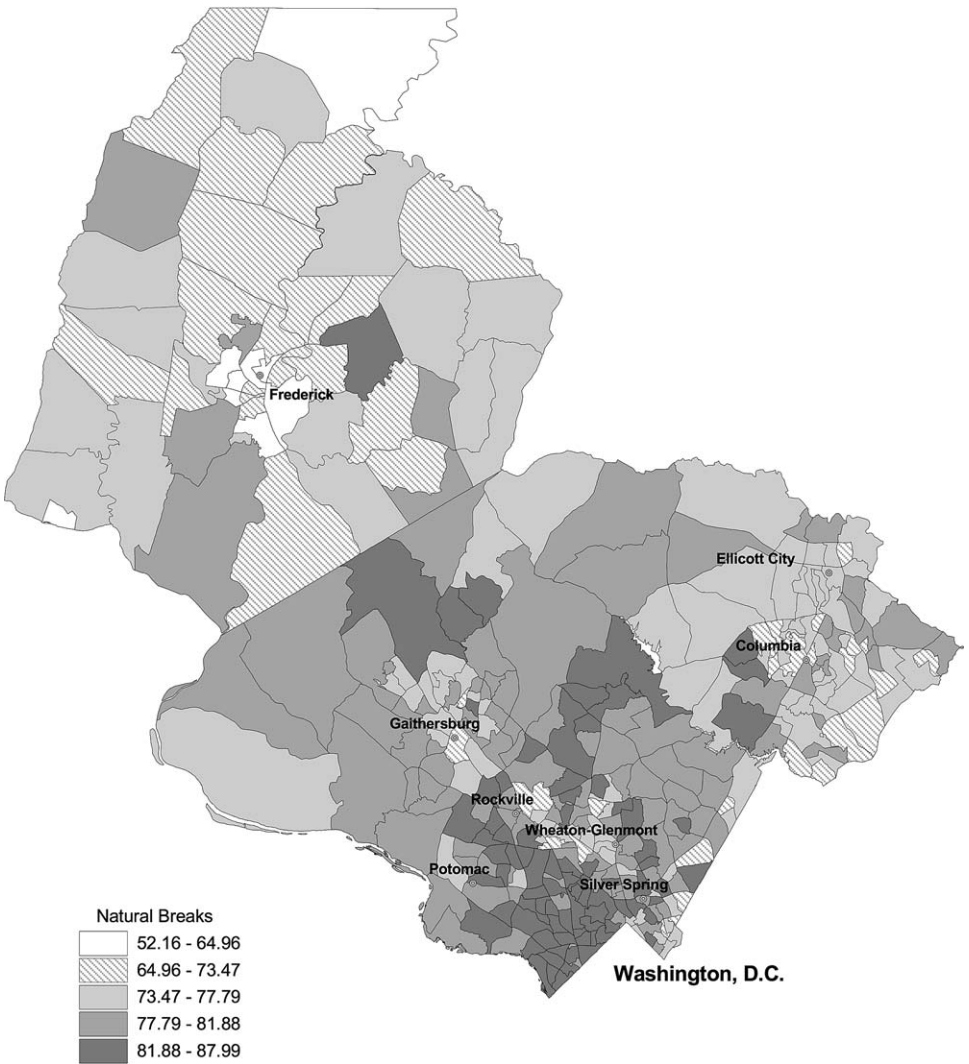 Frederick
Ellicott City
Columbia
Gaithersburg
Rockville
Wheaton-Glenmont
Potomac
Silver Spring
Washington, D.C.
Natural Breaks
52.16 - 64.96
64.96 - 73.47
73.47 - 77.79
77.79 - 81.88
81.88 - 87.99